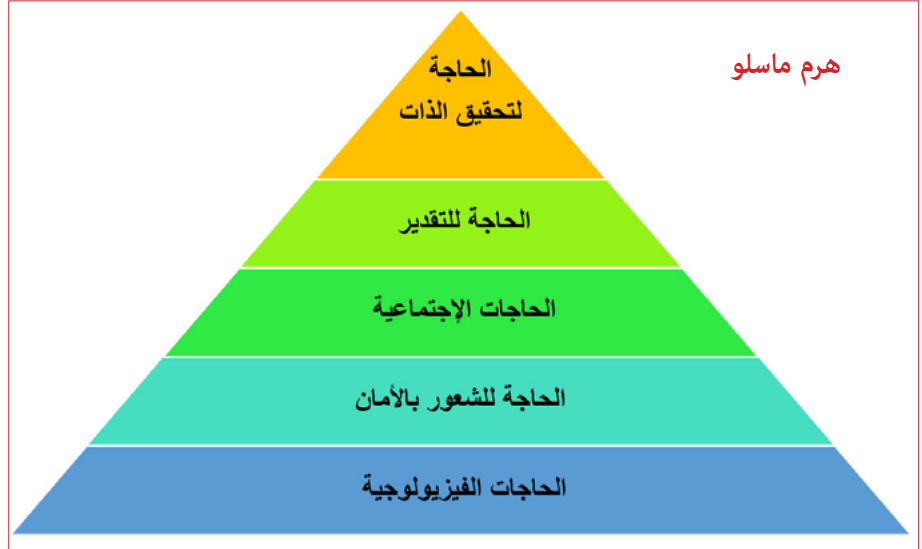 هرم ماسلو
الحاجة
لتحقيق الذات
الحاجة للتقدير
الحاجات الإجتماعية
الحاجة للشعور بالأمان
الحاجات الفيزيولوجية